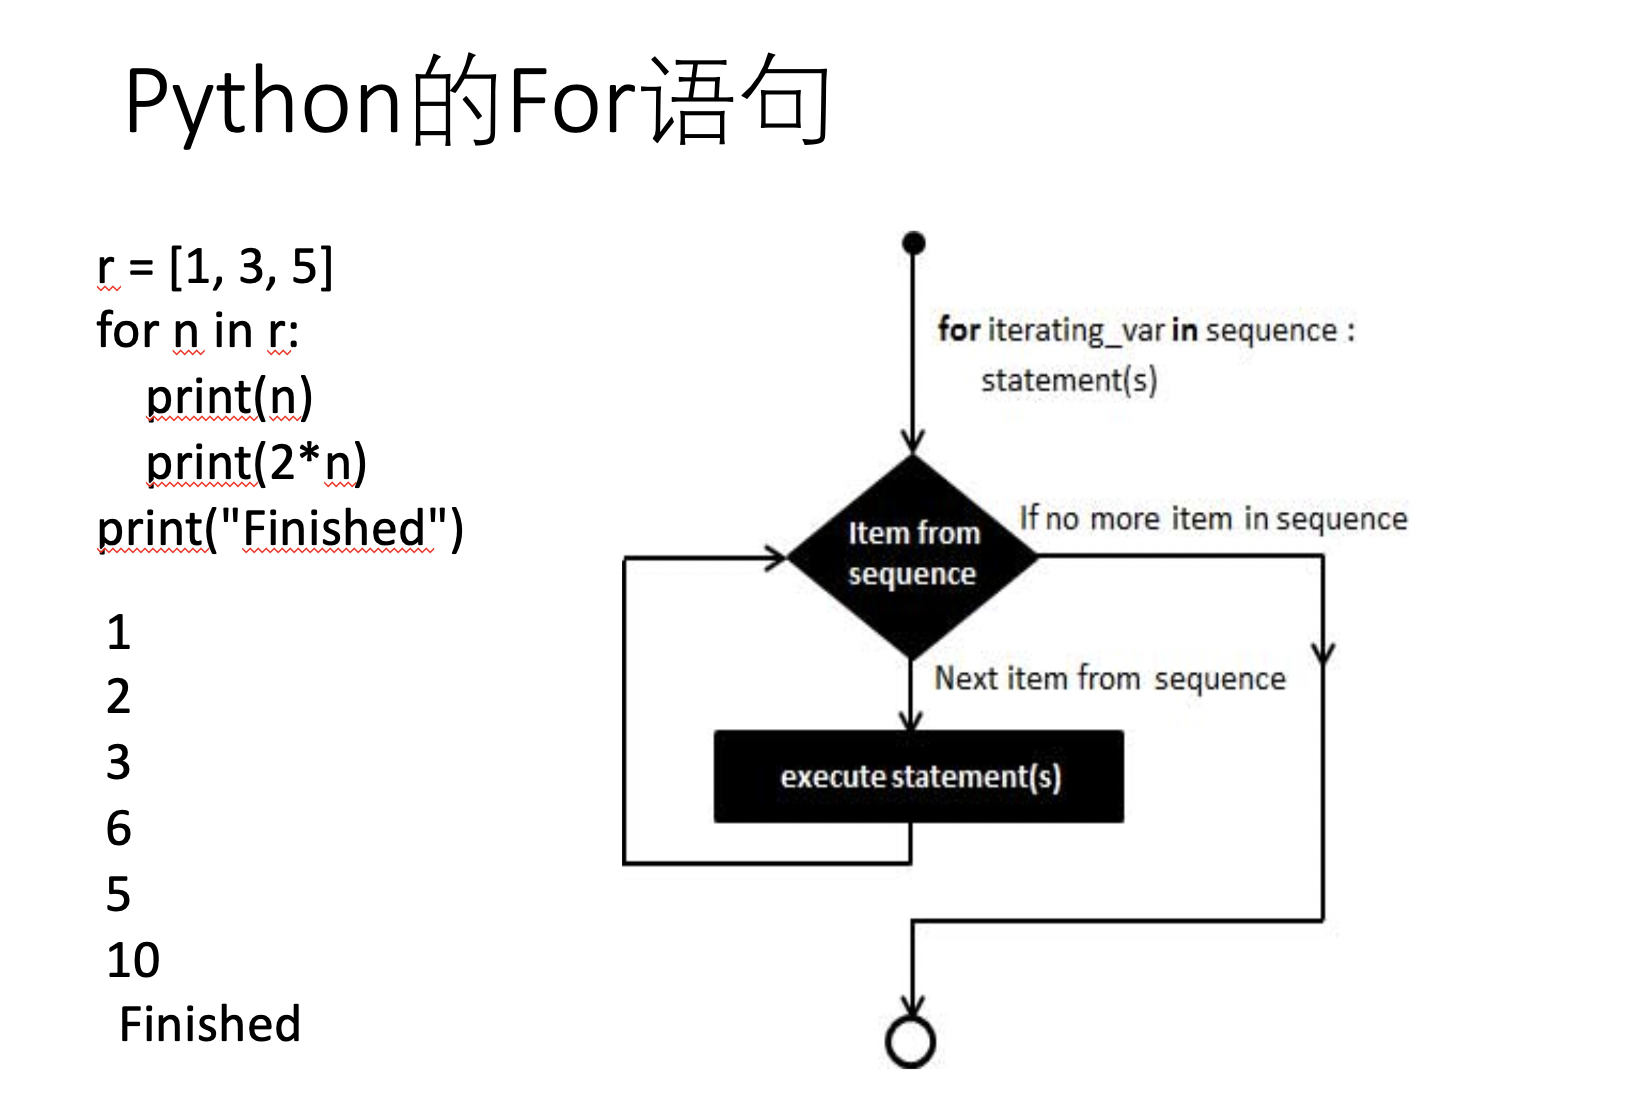 Python的For语句
r = [1, 3, 5]
for n in r:
print(n)
print(2*n)
print("Finished")
1
2
3
6
5
10
Finished
for iterating_var in sequence :
statement(s)
If no more item in sequence
Item from
sequence
Next item from sequence
execute statement(s)